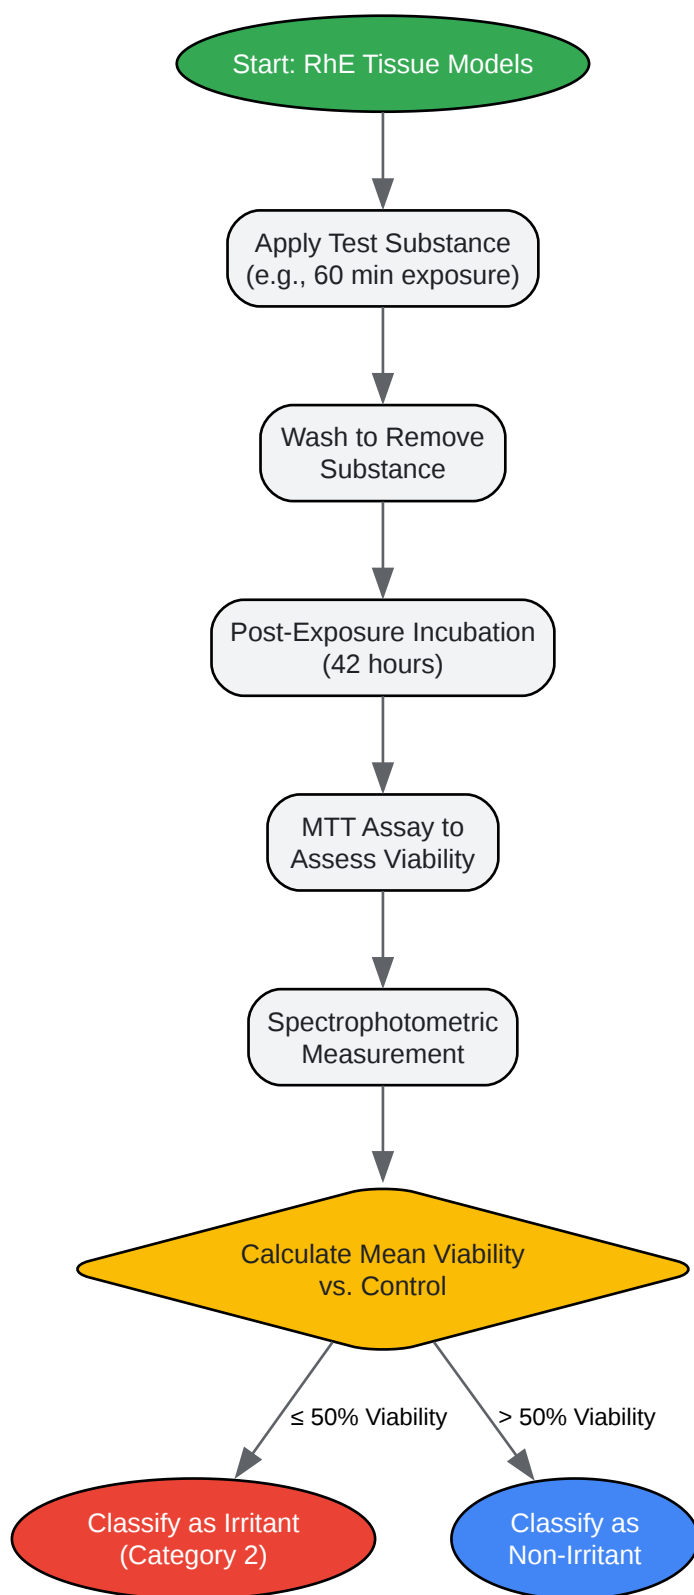 Start: RhE Tissue Models
Apply Test Substance
(e.g., 60 min exposure)
Wash to Remove
Substance
Post-Exposure Incubation
(42 hours)
MTT Assay to
Assess Viability
Spectrophotometric
Measurement
Calculate Mean Viability
vs. Control
≤ 50% Viability
> 50% Viability
Classify as Irritant
(Category 2)
Classify as
Non-Irritant